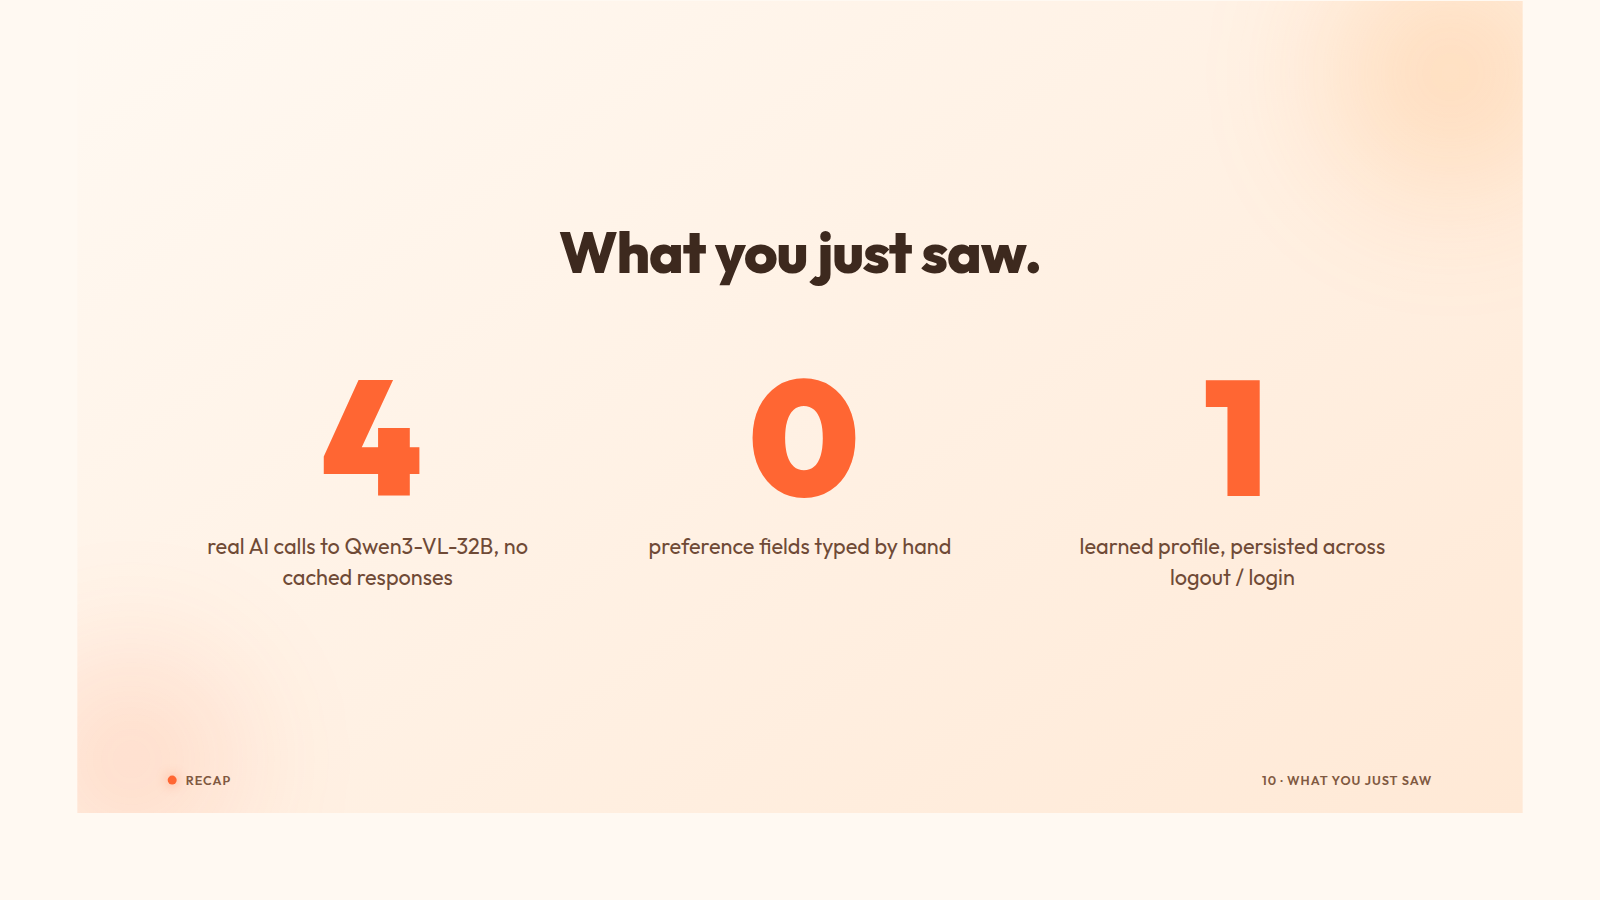 What you just saw.
4
real AI calls to Qwen3-VL-32B, no
cached responses
0
preference fields typed by hand
1
learned profile, persisted across
logout / login
RECAP
10 · WHAT YOU JUST SAW